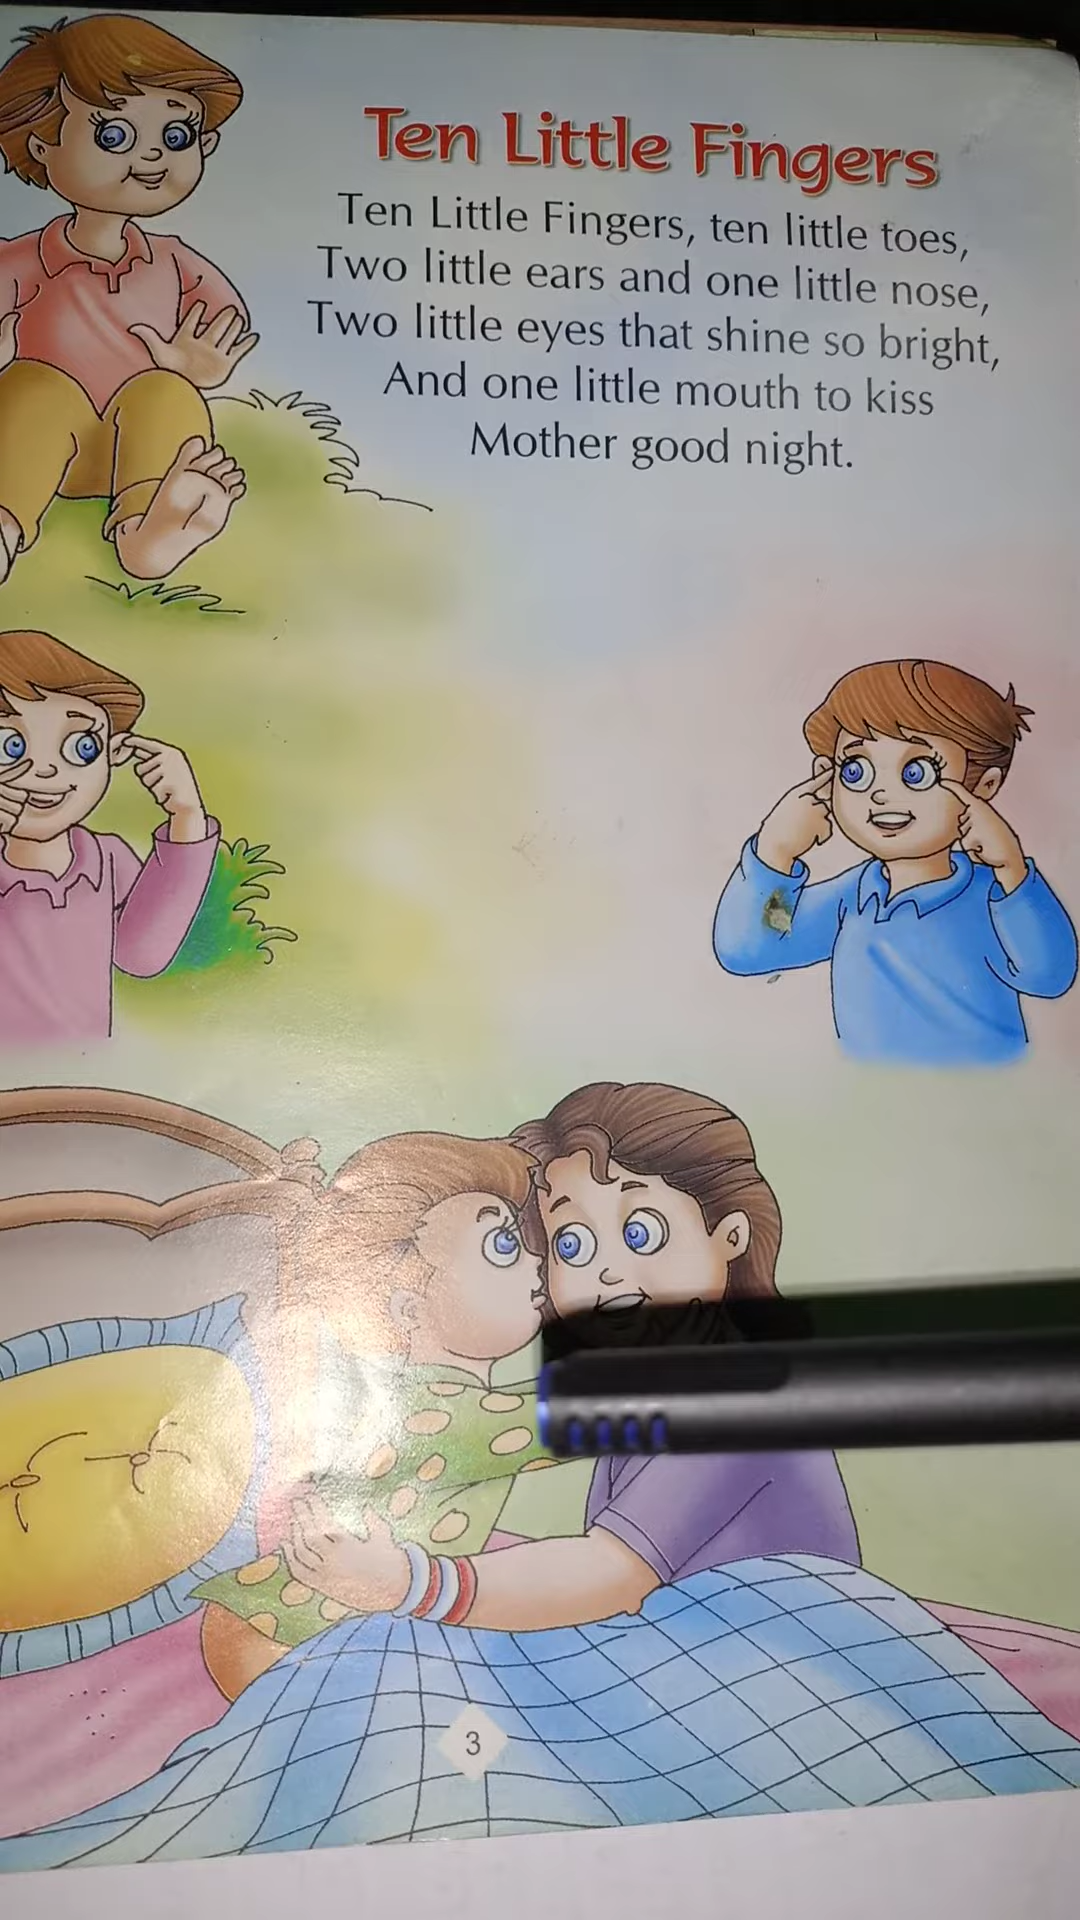 Ten Little Fingers
Ten Little Fingers, ten little toes,
Two little ears and one little nose,
Two little eyes that shine so bright,
And one little mouth to kiss
Mother good night.
3